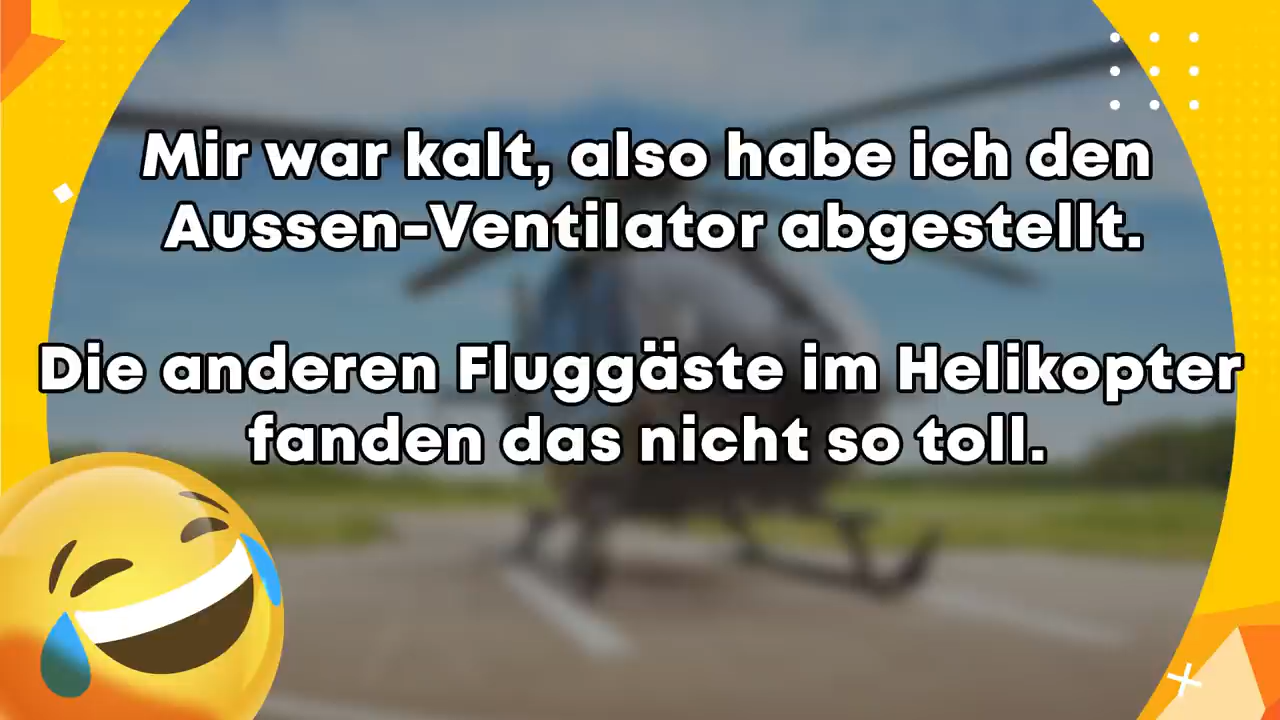 Mir war kalt, also habe ich den
Aussen-Ventilator abgestellt.
Die anderen Fluggäste im Helikopter
fanden das nicht so toll.